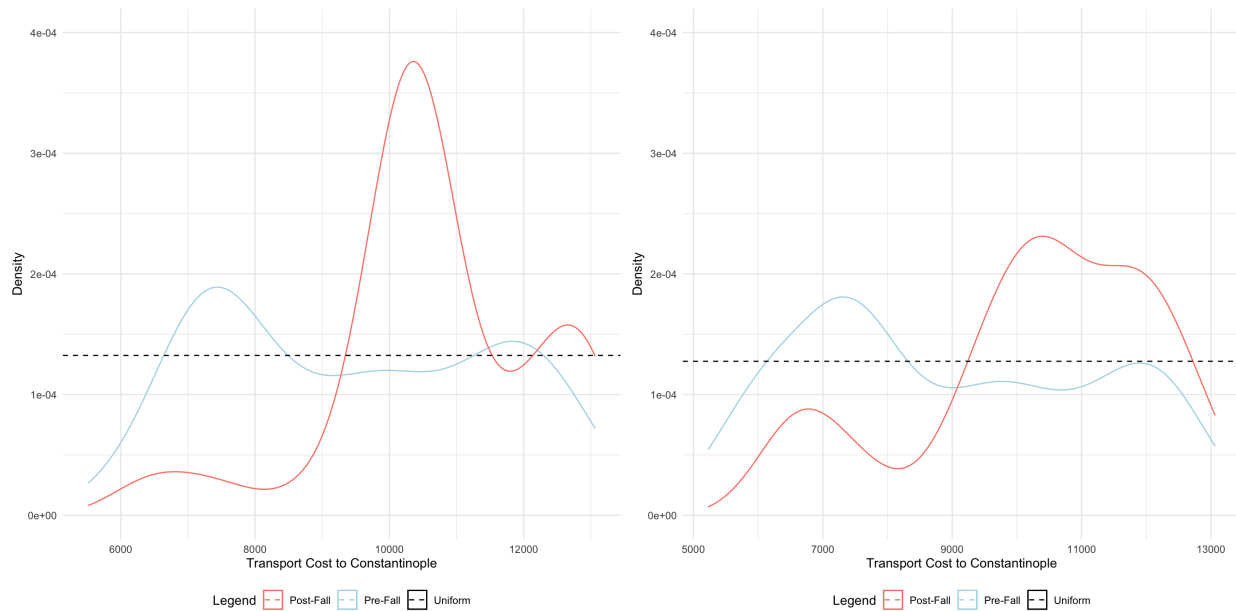 4e-04
3e-04
2e-04
1e-04
0e+00
Density
6000 8000 10000 12000
Transport Cost to Constantinople
Legend Post-Fall Pre-Fall Uniform
4e-04
3e-04
2e-04
1e-04
0e+00
Density
5000 7000 9000 11000 13000
Transport Cost to Constantinople
Legend Post-Fall Pre-Fall Uniform